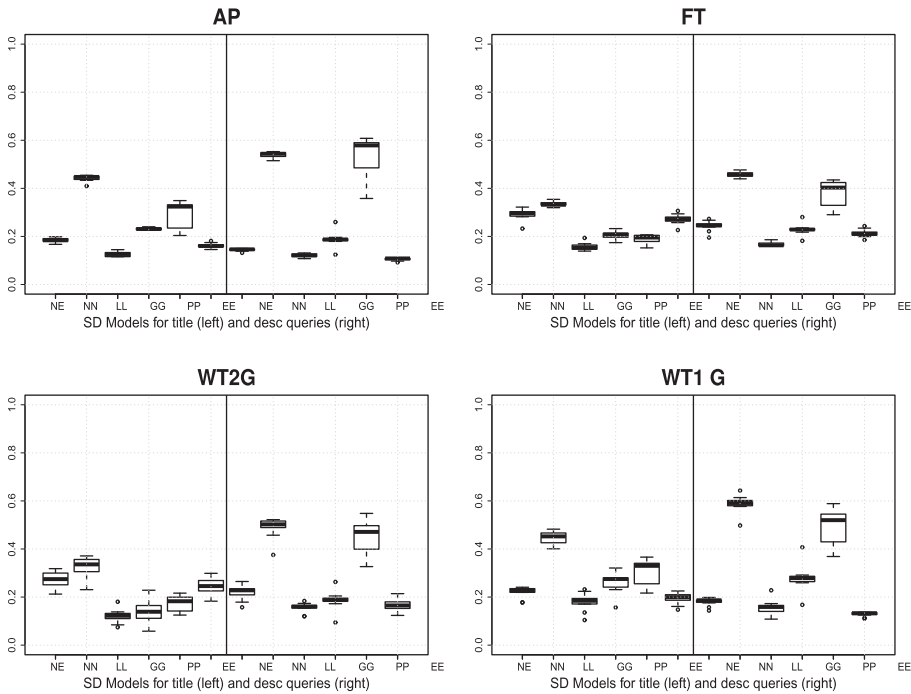 AP
1.0
0.8
0.6
0.4
0.2
0.0
NE NN LL GG PP EE NE NN LL GG PP EE
SD Models for title (left) and desc queries (right)
FT
1.0
0.8
0.6
0.4
0.2
0.0
NE NN LL GG PP EE NE NN LL GG PP EE
SD Models for title (left) and desc queries (right)
WT2G
1.0
0.8
0.6
0.4
0.2
0.0
NE NN LL GG PP EE NE NN LL GG PP EE
SD Models for title (left) and desc queries (right)
WT1 G
1.0
0.8
0.6
0.4
0.2
0.0
NE NN LL GG PP EE NE NN LL GG PP EE
SD Models for title (left) and desc queries (right)